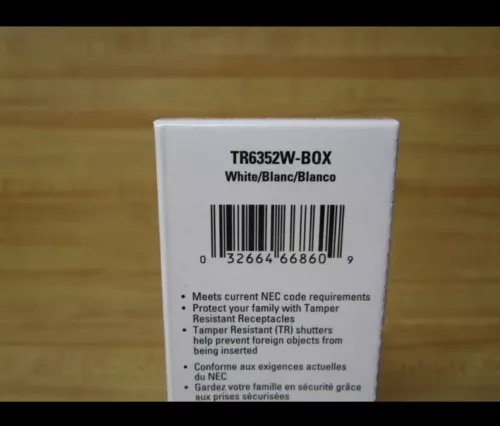 TR6352W-BOX
White/Blanc/Blanco
0 32664 66860 9
• Meets current NEC code requirements
• Protect your family with Tamper
Resistant Receptacles
• Tamper Resistant (TR) shutters
help prevent foreign objects from
being inserted
• Conforme aux exigences actuelles
du NEC
• Gardez votre famille en sécurité grâce
aux prises sécurisées